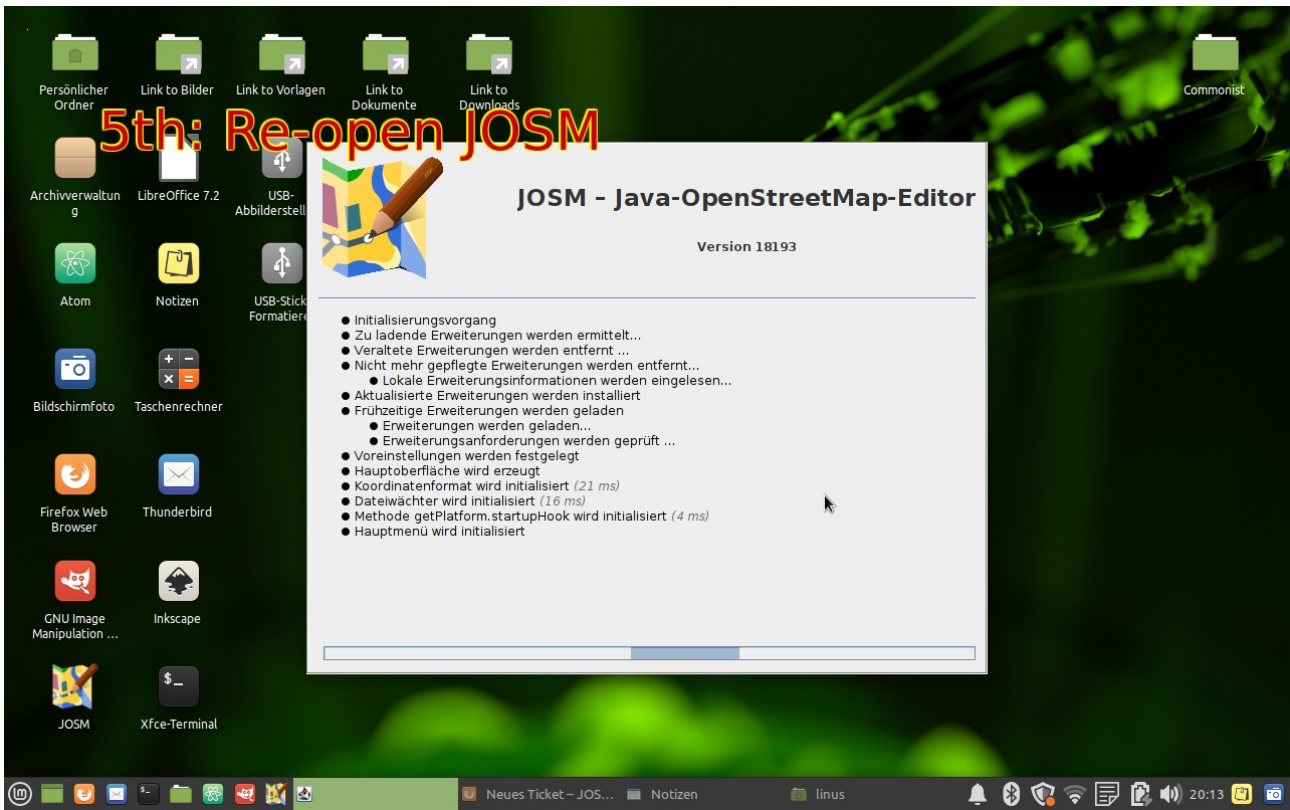 Persönlicher
Ordner
Link to Bilder
Link to Vorlagen
Link to
Dokumente
Link to
Downloads
Commonist
5th: Re-open JOSM
Archivverwaltun
g
LibreOffice 7.2
USB-
Abbilderstell
Atom
Notizen
USB-Stick
Formatiere
Bildschirmfoto
Taschenrechner
Firefox Web
Browser
Thunderbird
GNU Image
Manipulation ...
Inkscape
JOSM
Xfce-Terminal
JOSM – Java-OpenStreetMap-Editor
Version 18193
Initialisierungsvorgang
Zu ladende Erweiterungen werden ermittelt...
Veraltete Erweiterungen werden entfernt ...
Nicht mehr gepflegte Erweiterungen werden entfernt...
Lokale Erweiterungsinformationen werden eingelesen...
Aktualisierte Erweiterungen werden installiert
Frühzeitige Erweiterungen werden geladen
Erweiterungen werden geladen...
Erweiterungsanforderungen werden geprüft ...
Voreinstellungen werden festgelegt
Hauptoberfläche wird erzeugt
Koordinatenformat wird initialisiert (21 ms)
Dateiwächter wird initialisiert (16 ms)
Methode getPlatform.startupHook wird initialisiert (4 ms)
Hauptmenü wird initialisiert
Neues Ticket – JOS...
Notizen
linus
20:13